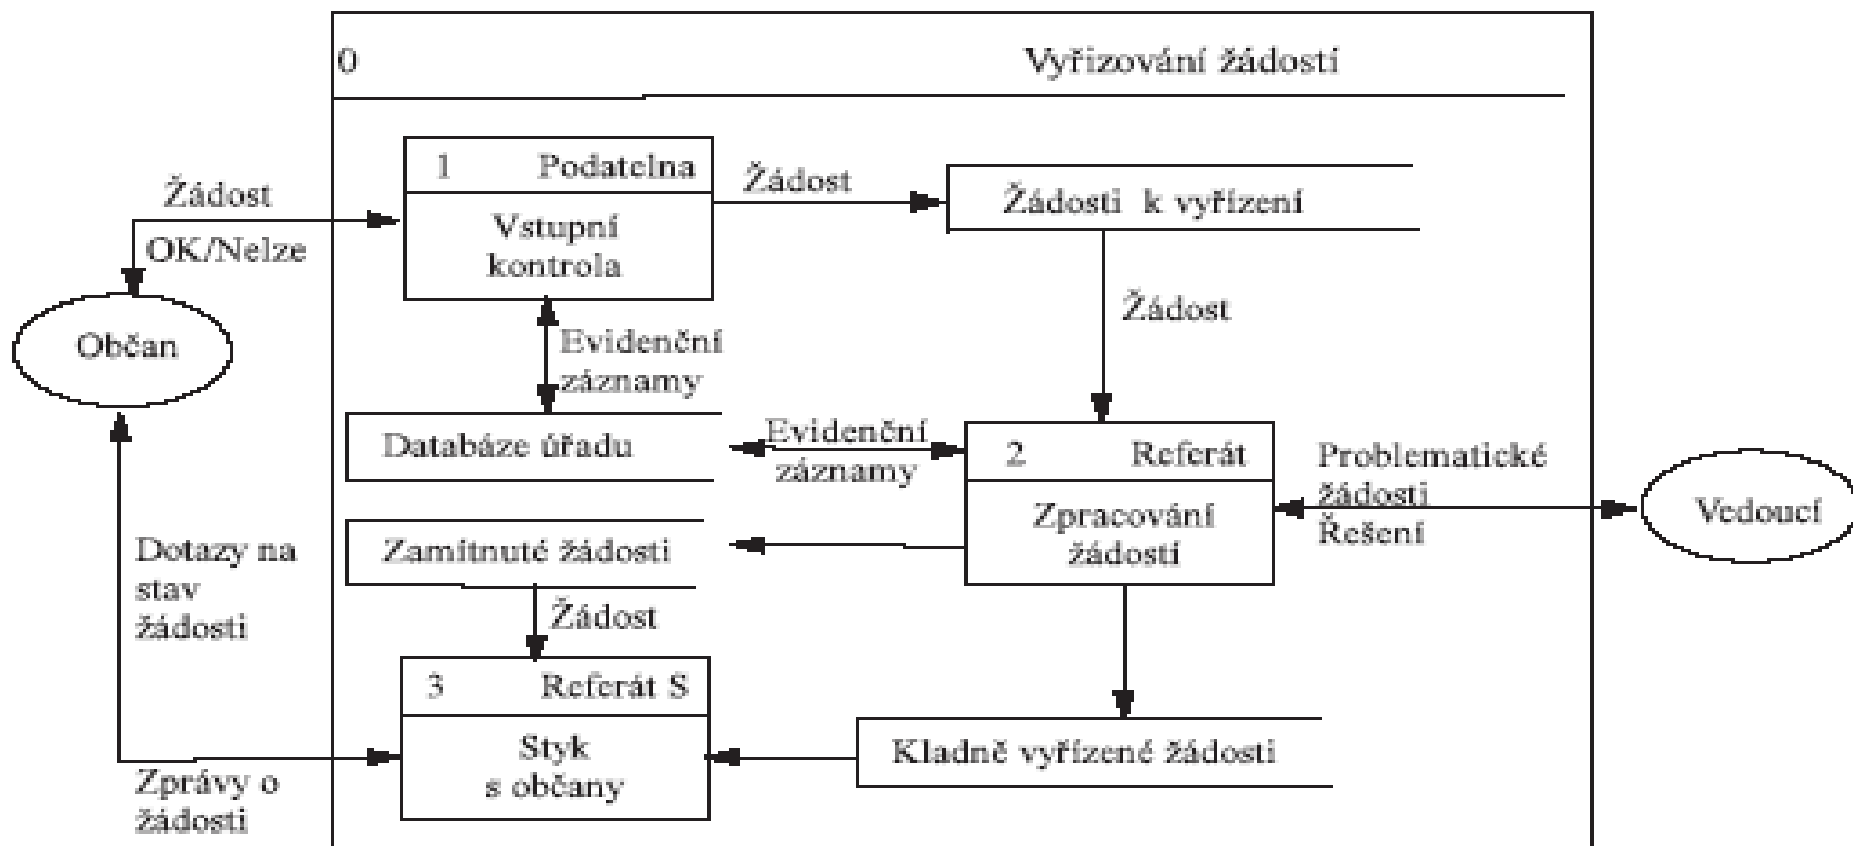 0 Vyřizování žádostí
1 Podatelna
Vstupní
kontrola
Žádost
OK/Nelze
Žádost
Žádosti k vyřízení
Občan
Evidenční
záznamy
Žádost
Databáze úřadu
Evidenční
záznamy
2 Referát
Zpracování
žádostí
Problematické
žádosti
Řešení
Vedoucí
Zamítnuté žádosti
Dotazy na
stav
žádosti
Žádost
3 Referát S
Styk
s občany
Kladně vyřízené žádosti
Zprávy o
žádosti